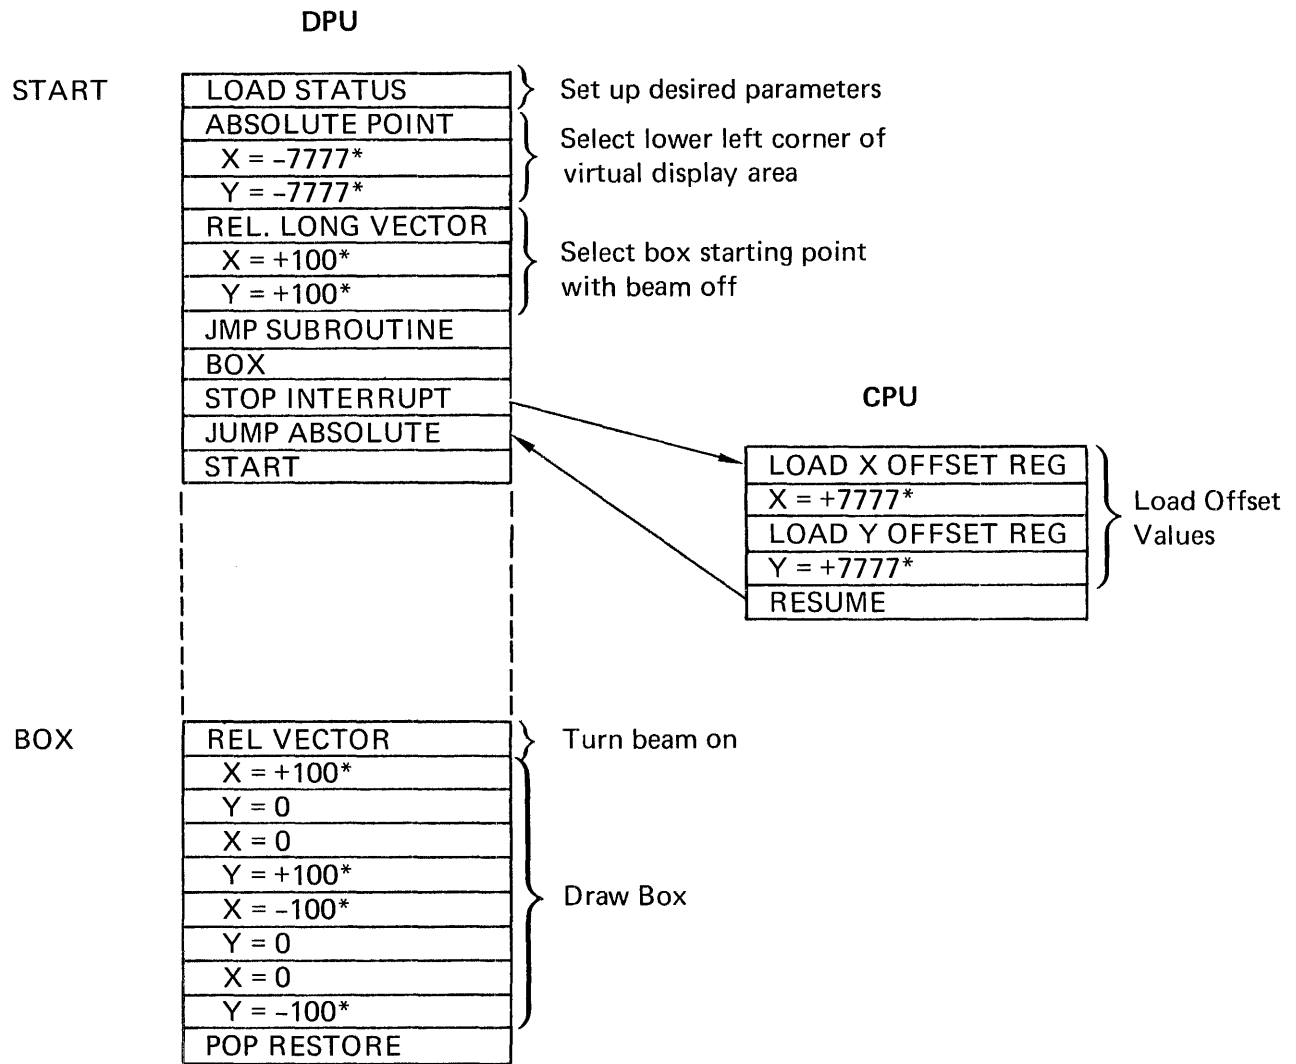 DPU
START
LOAD STATUS
Set up desired parameters
ABSOLUTE POINT
X = –7777*
Y = –7777*
Select lower left corner of
virtual display area
REL. LONG VECTOR
X = +100*
Y = +100*
Select box starting point
with beam off
JMP SUBROUTINE
BOX
STOP INTERRUPT
JUMP ABSOLUTE
START
CPU
LOAD X OFFSET REG
X = +7777*
LOAD Y OFFSET REG
Y = +7777*
RESUME
Load Offset
Values
BOX
REL VECTOR
Turn beam on
X = +100*
Y = 0
X = 0
Y = +100*
X = –100*
Y = 0
X = 0
Y = –100*
Draw Box
POP RESTORE